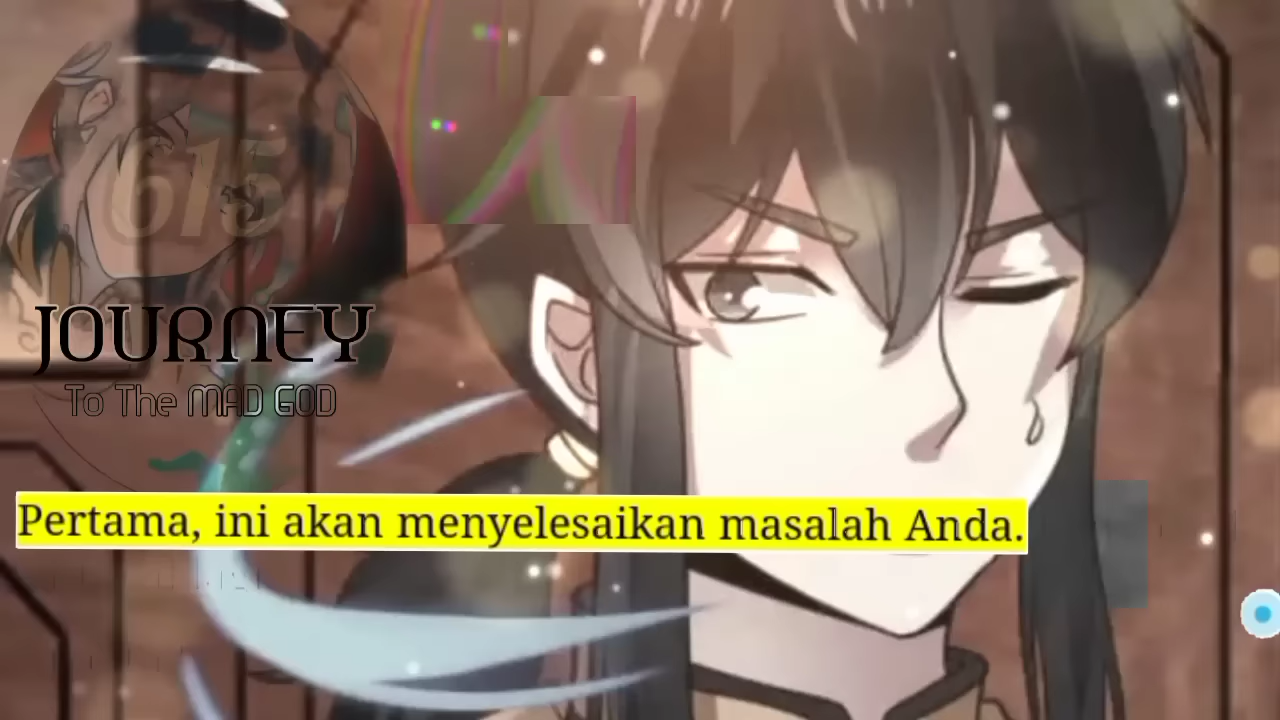 615
JOURNEY
To The MAD GOD
Pertama, ini akan menyelesaikan masalah Anda.